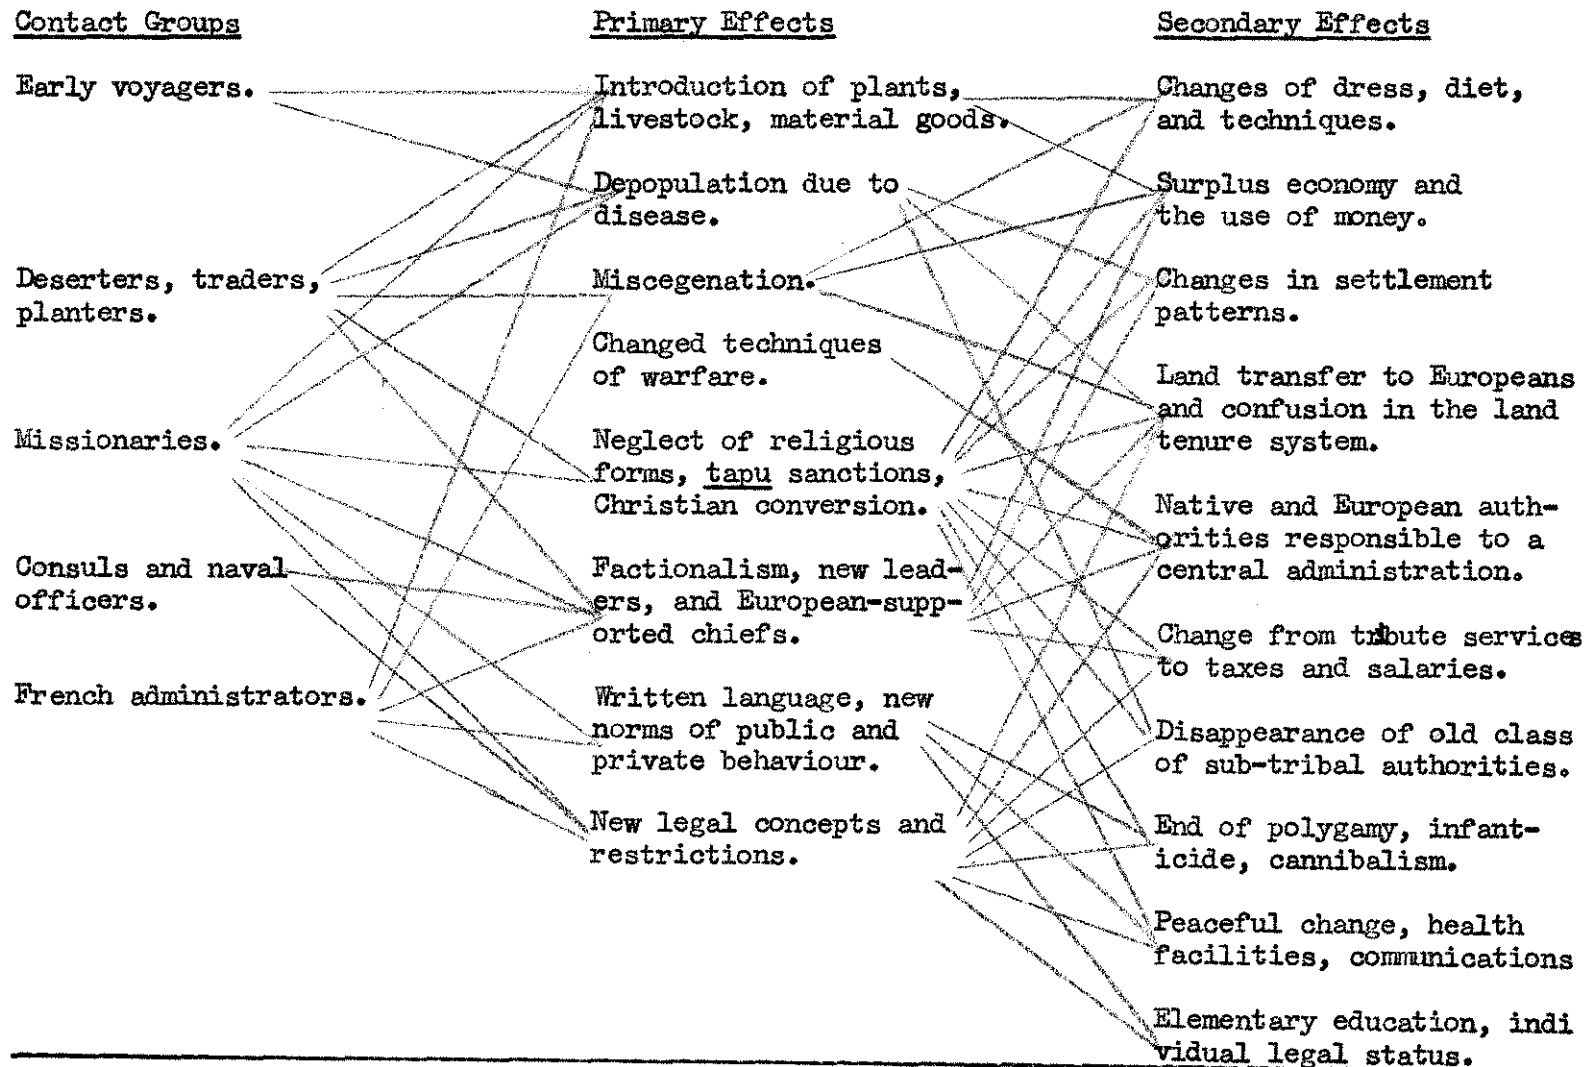 Contact Groups
Early voyagers.
Deserters, traders,
planters.
Missionaries.
Consuls and naval
officers.
French administrators.
Primary Effects
Introduction of plants,
livestock, material goods.
Depopulation due to
disease.
Miscegenation.
Changed techniques
of warfare.
Neglect of religious
forms, tapu sanctions,
Christian conversion.
Factionalism, new lead-
ers, and European-supp-
orted chiefs.
Written language, new
norms of public and
private behaviour.
New legal concepts and
restrictions.
Secondary Effects
Changes of dress, diet,
and techniques.
Surplus economy and
the use of money.
Changes in settlement
patterns.
Land transfer to Europeans
and confusion in the land
tenure system.
Native and European auth-
orities responsible to a
central administration.
Change from tribute services
to taxes and salaries.
Disappearance of old class
of sub-tribal authorities.
End of polygamy, infant-
icide, cannibalism.
Peaceful change, health
facilities, communications
Elementary education, indi
vidual legal status.